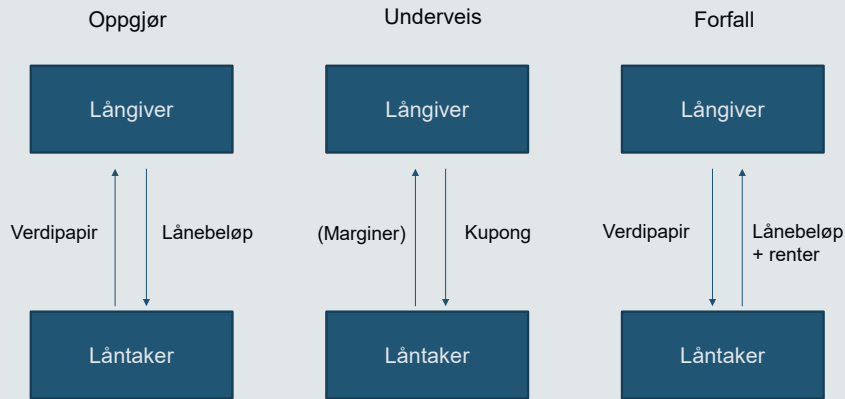 Oppgjør
Underveis
Forfall
Långiver
Långiver
Långiver
Verdipapir
Lånebeløp
(Marginer)
Kupong
Verdipapir
Lånebeløp
+ renter
Låntaker
Låntaker
Låntaker